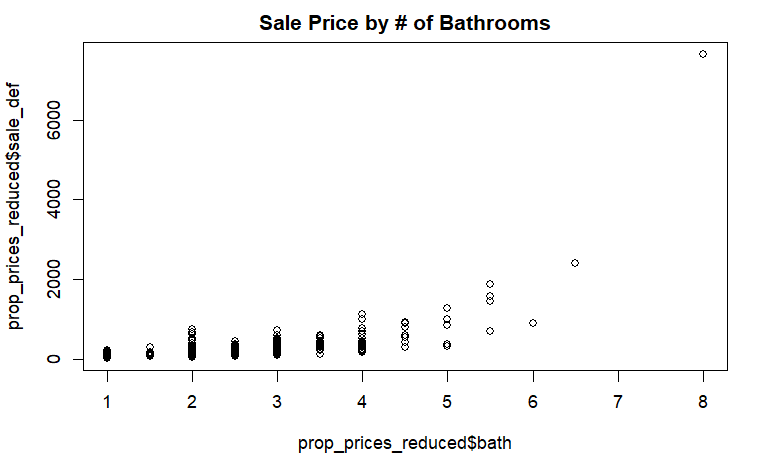 Sale Price by # of Bathrooms
prop_prices_reduced$sale_def
6000
4000
2000
0
1 2 3 4 5 6 7 8
prop_prices_reduced$bath